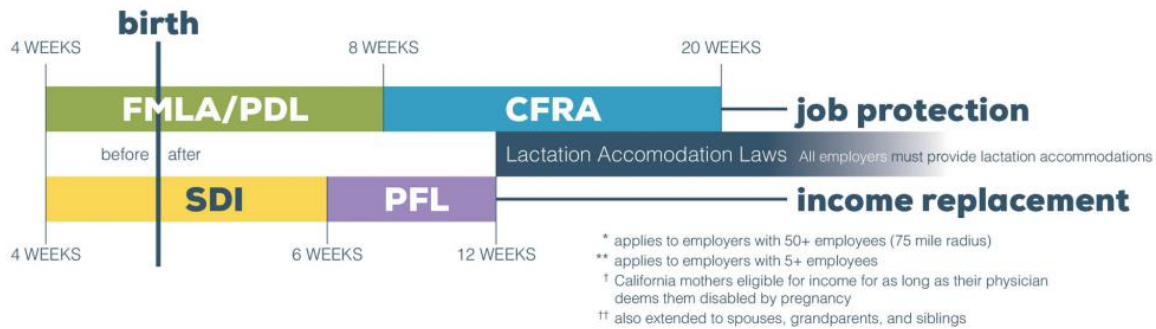 birth
4 WEEKS
8 WEEKS
20 WEEKS
FMLA/PDL
CFRA
job protection
before
after
Lactation Accomodation Laws
All employers must provide lactation accommodations
SDI
PFL
income replacement
4 WEEKS
6 WEEKS
12 WEEKS
* applies to employers with 50+ employees (75 mile radius)
** applies to employers with 5+ employees
† California mothers eligible for income for as long as their physician
deems them disabled by pregnancy
†† also extended to spouses, grandparents, and siblings